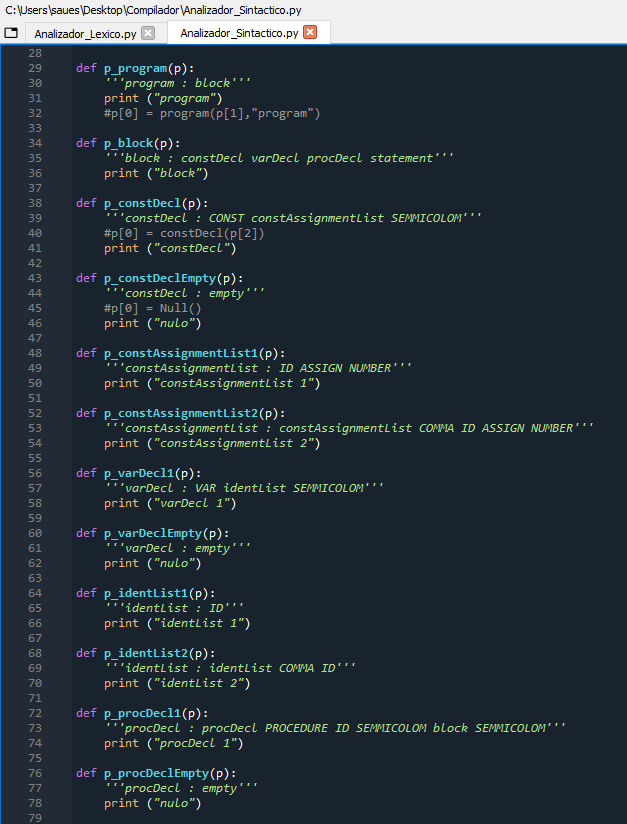 C:\Users\saues\Desktop\Compilador\Analizador_Sintactico.py
Analizador_Lexico.py Analizador_Sintactico.py
28
29 def p_program(p):
30 '''program : block'''
31 print ("program")
32 #p[0] = program(p[1],"program")
33
34 def p_block(p):
35 '''block : constDecl varDecl procDecl statement'''
36 print ("block")
37
38 def p_constDecl(p):
39 '''constDecl : CONST constAssignmentList SEMMICOLOM'''
40 #p[0] = constDecl(p[2])
41 print ("constDecl")
42
43 def p_constDeclEmpty(p):
44 '''constDecl : empty'''
45 #p[0] = Null()
46 print ("nulo")
47
48 def p_constAssignmentList1(p):
49 '''constAssignmentList : ID ASSIGN NUMBER'''
50 print ("constAssignmentList 1")
51
52 def p_constAssignmentList2(p):
53 '''constAssignmentList : constAssignmentList COMMA ID ASSIGN NUMBER'''
54 print ("constAssignmentList 2")
55
56 def p_varDecl1(p):
57 '''varDecl : VAR identList SEMMICOLOM'''
58 print ("varDecl 1")
59
60 def p_varDeclEmpty(p):
61 '''varDecl : empty'''
62 print ("nulo")
63
64 def p_identList1(p):
65 '''identList : ID'''
66 print ("identList 1")
67
68 def p_identList2(p):
69 '''identList : identList COMMA ID'''
70 print ("identList 2")
71
72 def p_procDecl1(p):
73 '''procDecl : procDecl PROCEDURE ID SEMMICOLOM block SEMMICOLOM'''
74 print ("procDecl 1")
75
76 def p_procDeclEmpty(p):
77 '''procDecl : empty'''
78 print ("nulo")
79